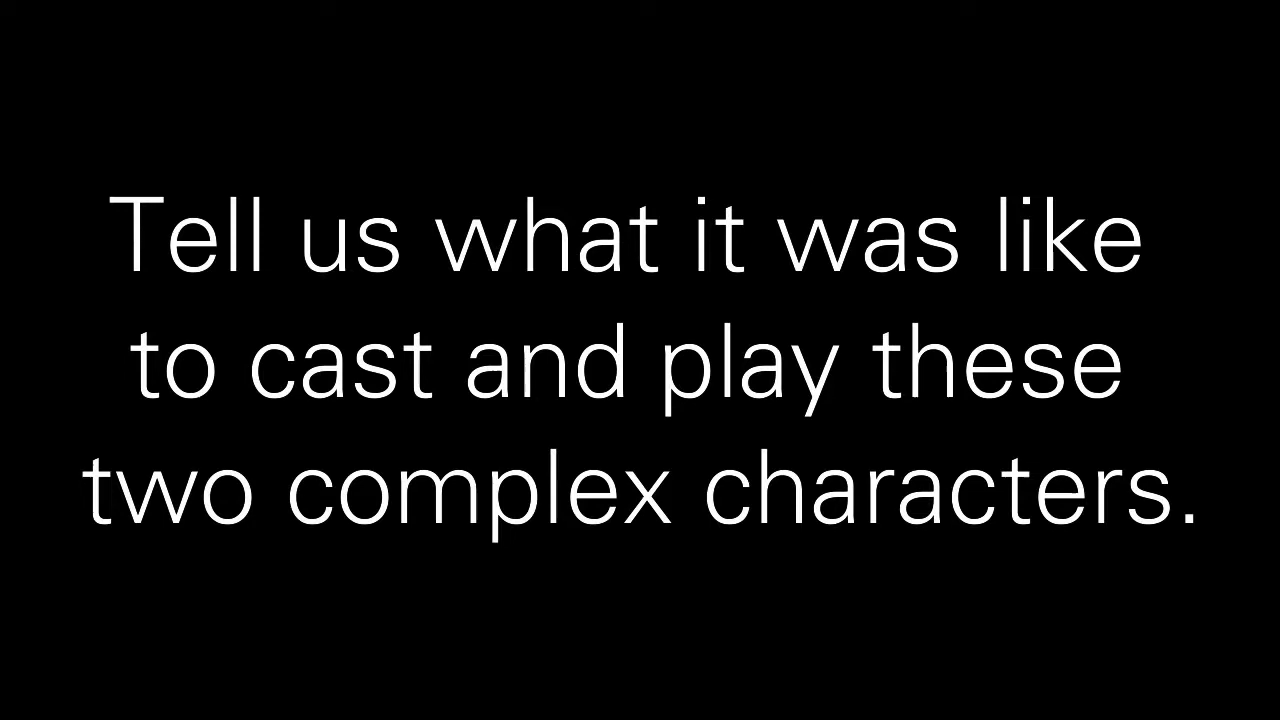 Tell us what it was like
to cast and play these
two complex characters.